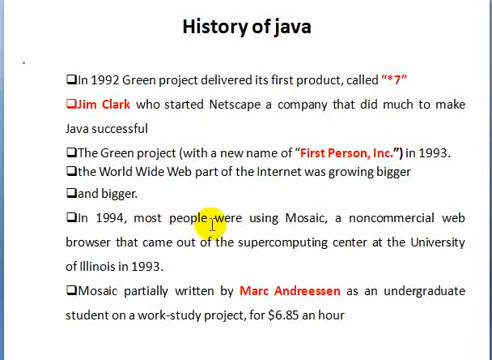 History of java
❑In 1992 Green project delivered its first product, called “*7”
❑Jim Clark who started Netscape a company that did much to make
Java successful
❑The Green project (with a new name of “First Person, Inc.”) in 1993.
❑the World Wide Web part of the Internet was growing bigger
❑and bigger.
❑In 1994, most people were using Mosaic, a noncommercial web
browser that came out of the supercomputing center at the University
of Illinois in 1993.
❑Mosaic partially written by Marc Andreessen as an undergraduate
student on a work-study project, for $6.85 an hour